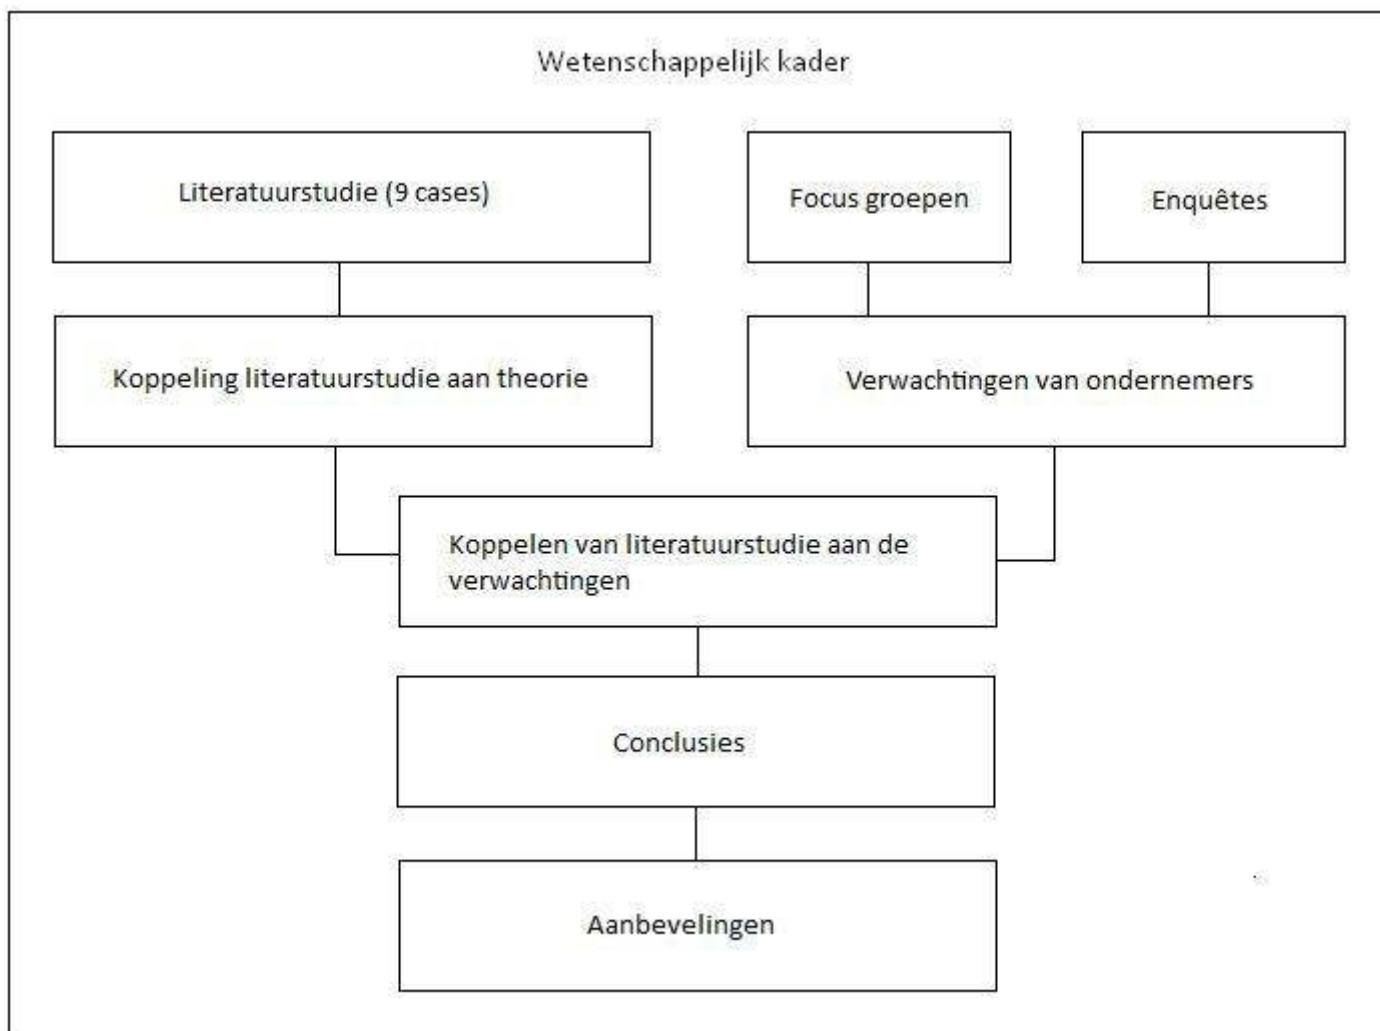 Wetenschappelijk kader
Literatuurstudie (9 cases)
Focus groepen
Enquêtes
Koppeling literatuurstudie aan theorie
Verwachtingen van ondernemers
Koppelen van literatuurstudie aan de
verwachtingen
Conclusies
Aanbevelingen